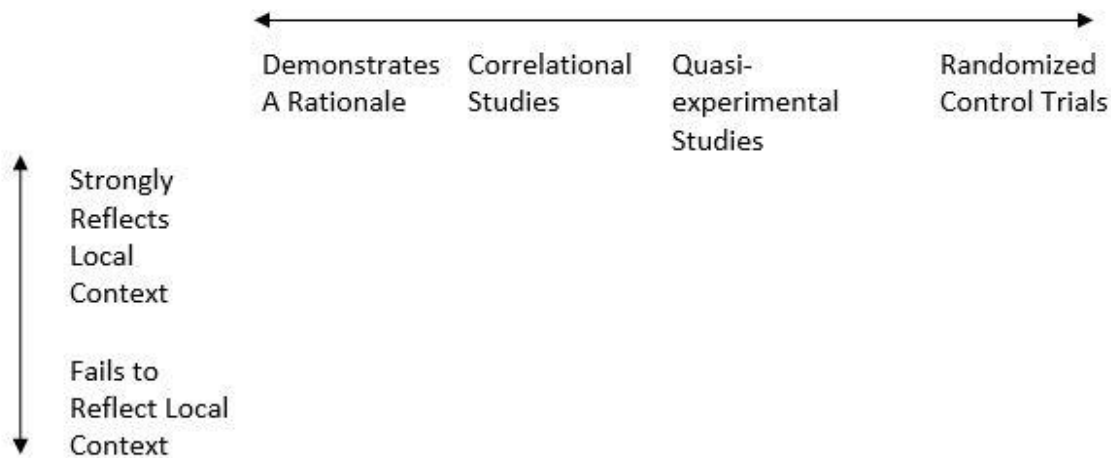 Demonstrates A Rationale
Correlational Studies
Quasi-experimental Studies
Randomized Control Trials
Strongly
Reflects
Local
Context
Fails to
Reflect Local
Context